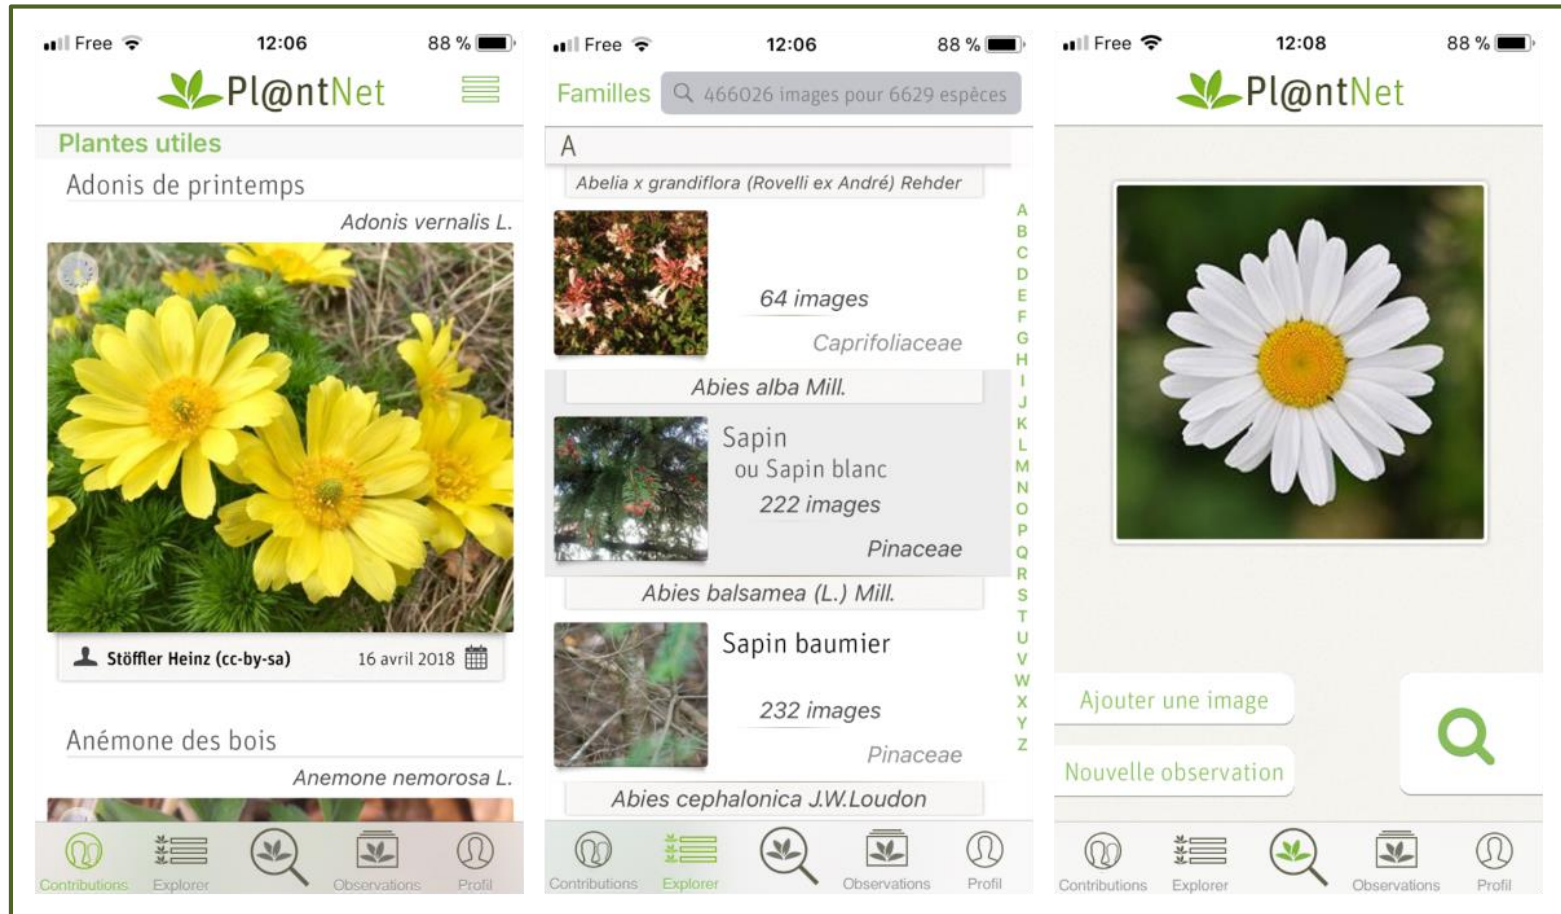 Free 12:06 88 %
Pl@ntNet
Plantes utiles
Adonis de printemps
Adonis vernalis L.
Stöffler Heinz (cc-by-sa) 16 avril 2018
Anémone des bois
Anemone nemorosa L.
Contributions Explorer Observations Profil
Free 12:06 88 %
Familles 466026 images pour 6629 espèces
A
Abelia x grandiflora (Rovelli ex André) Rehder
64 images
Caprifoliaceae
Abies alba Mill.
Sapin
ou Sapin blanc
222 images
Pinaceae
Abies balsamea (L.) Mill.
Sapin baumier
232 images
Pinaceae
Abies cephalonica J.W.Loudon
A
B
C
D
E
F
G
H
I
J
K
L
M
N
O
P
Q
R
S
T
U
V
W
X
Y
Z
Contributions Explorer Observations Profil
Free 12:08 88 %
Pl@ntNet
Ajouter une image
Nouvelle observation
Contributions Explorer Observations Profil